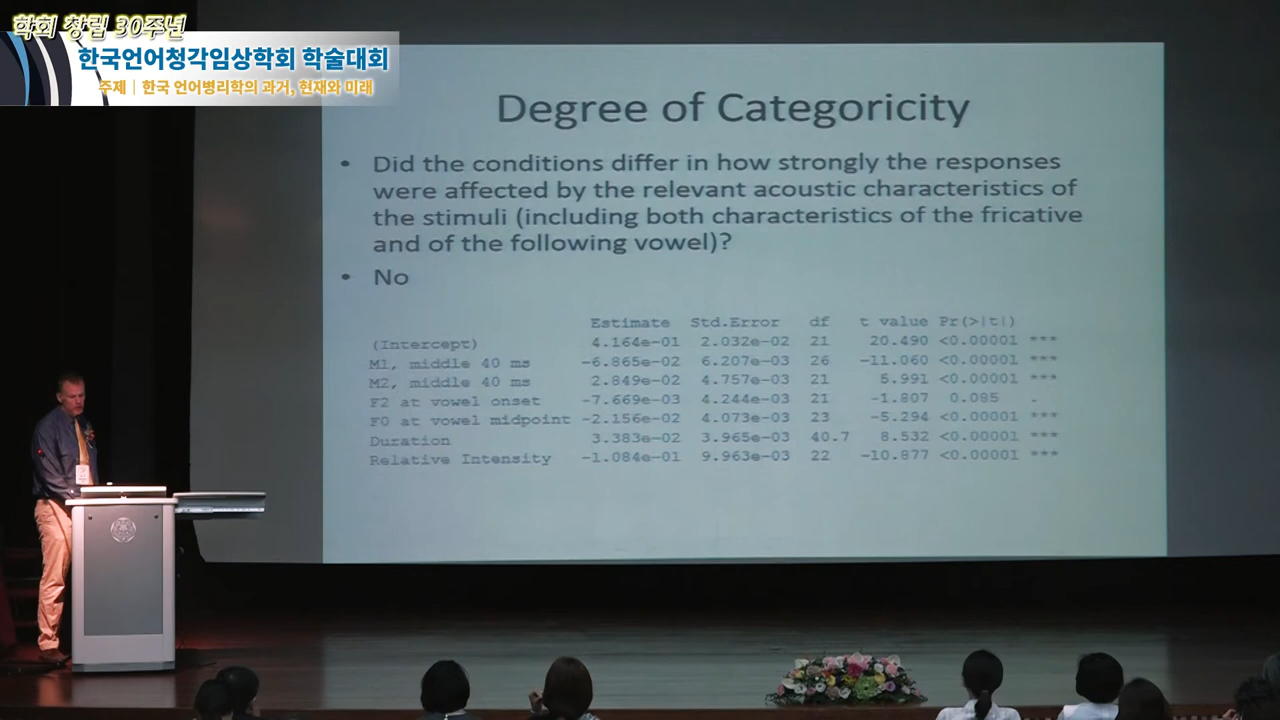 학회 창립 30주년
한국언어청각임상학회 학술대회
주제 | 한국 언어병리학의 과거, 현재와 미래
Degree of Categoricity
• Did the conditions differ in how strongly the responses
were affected by the relevant acoustic characteristics of
the stimuli (including both characteristics of the fricative
and of the following vowel)?
• No
Estimate Std.Error df t value Pr(>|t|)
(Intercept) 4.164e-01 2.032e-02 21 20.490 <0.00001 ***
M1, middle 40 ms -6.865e-02 6.207e-03 26 -11.060 <0.00001 ***
M2, middle 40 ms 2.849e-02 4.757e-03 21 5.991 <0.00001 ***
F2 at vowel onset -7.669e-03 4.244e-03 21 -1.807 0.085 .
F0 at vowel midpoint -2.156e-02 4.073e-03 23 -5.294 <0.00001 ***
Duration 3.383e-02 3.965e-03 40.7 8.532 <0.00001 ***
Relative Intensity -1.084e-01 9.963e-03 22 -10.877 <0.00001 ***